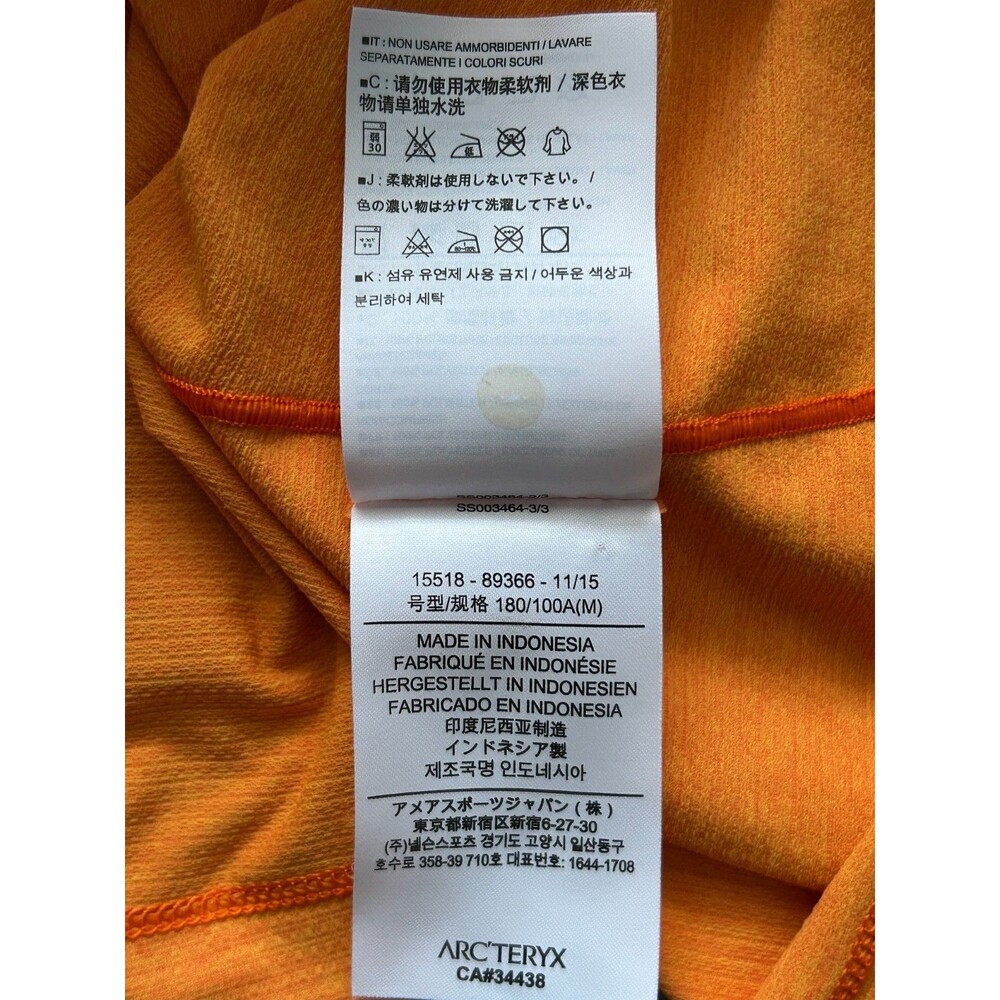 ■IT: NON USARE AMMORBIDENTI / LAVARE
SEPARATAMENTE I COLORI SCURI
■C : 请勿使用衣物柔软剂 / 深色衣
物请单独水洗
弱
30
低
■J : 柔軟剤は使用しないで下さい。 /
色の濃い物は分けて洗濯して下さい。
■K : 섬유 유연제 사용 금지 / 어두운 색상과
분리하여 세탁
SS003464-2/3
SS003464-3/3
15518 - 89366 - 11/15
号型/规格 180/100A(M)
MADE IN INDONESIA
FABRIQUÉ EN INDONÉSIE
HERGESTELLT IN INDONESIEN
FABRICADO EN INDONESIA
印度尼西亚制造
インドネシア製
제조국명 인도네시아
アメアスポーツジャパン ( 株 )
東京都新宿区新宿6-27-30
(주)넬슨스포츠 경기도 고양시 일산동구
호수로 358-39 710호 대표번호: 1644-1708
ARC'TERYX
CA#34438